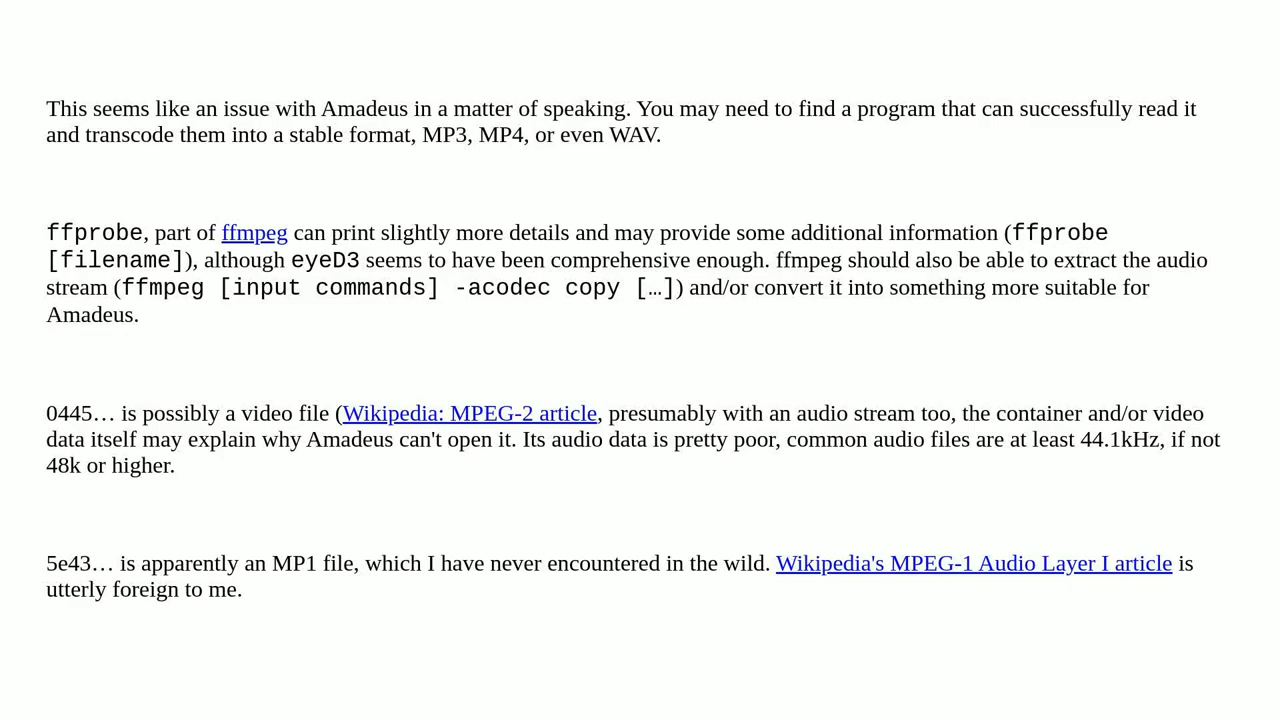 This seems like an issue with Amadeus in a matter of speaking. You may need to find a program that can successfully read it
and transcode them into a stable format, MP3, MP4, or even WAV.
ffprobe, part of ffmpeg can print slightly more details and may provide some additional information (ffprobe
[filename]), although eyeD3 seems to have been comprehensive enough. ffmpeg should also be able to extract the audio
stream (ffmpeg [input commands] -acodec copy […]) and/or convert it into something more suitable for
Amadeus.
0445… is possibly a video file (Wikipedia: MPEG-2 article, presumably with an audio stream too, the container and/or video
data itself may explain why Amadeus can't open it. Its audio data is pretty poor, common audio files are at least 44.1kHz, if not
48k or higher.
5e43… is apparently an MP1 file, which I have never encountered in the wild. Wikipedia's MPEG-1 Audio Layer I article is
utterly foreign to me.